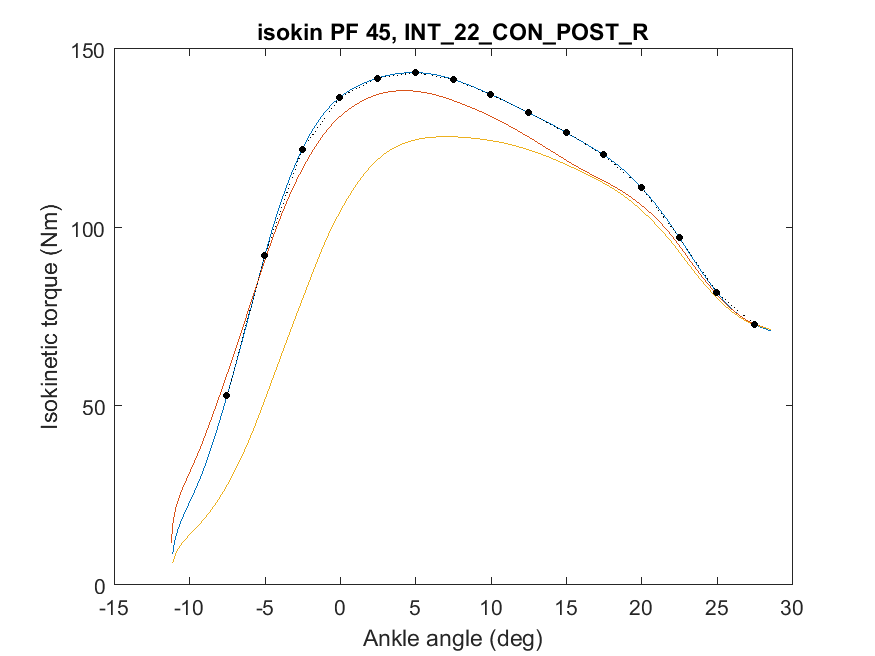 isokin PF 45, INT_22_CON_POST_R
150
100
50
0
Isokinetic torque (Nm)
-15 -10 -5 0 5 10 15 20 25 30
Ankle angle (deg)